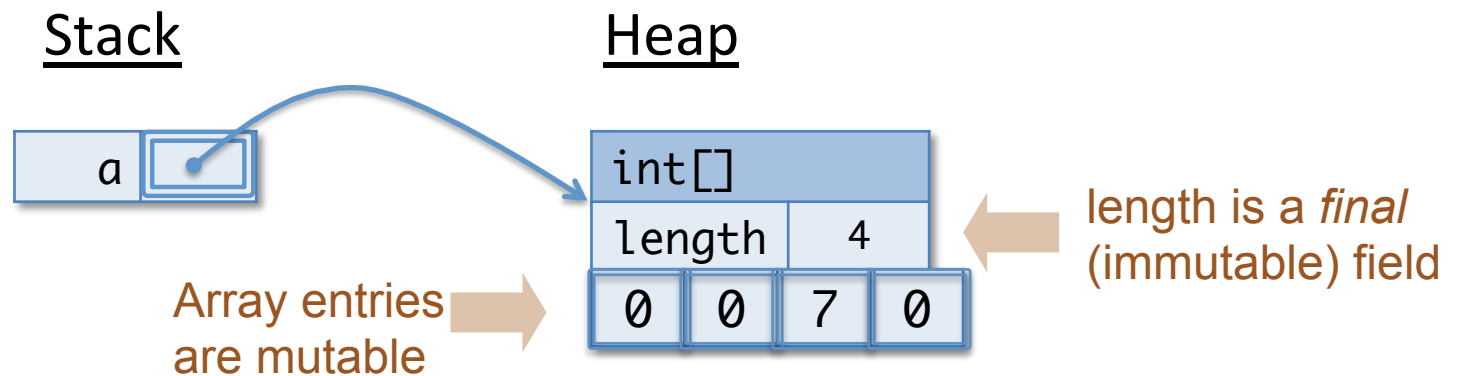 Stack
Heap
a
int[]
length 4
0 0 7 0
length is a final
(immutable) field
Array entries
are mutable